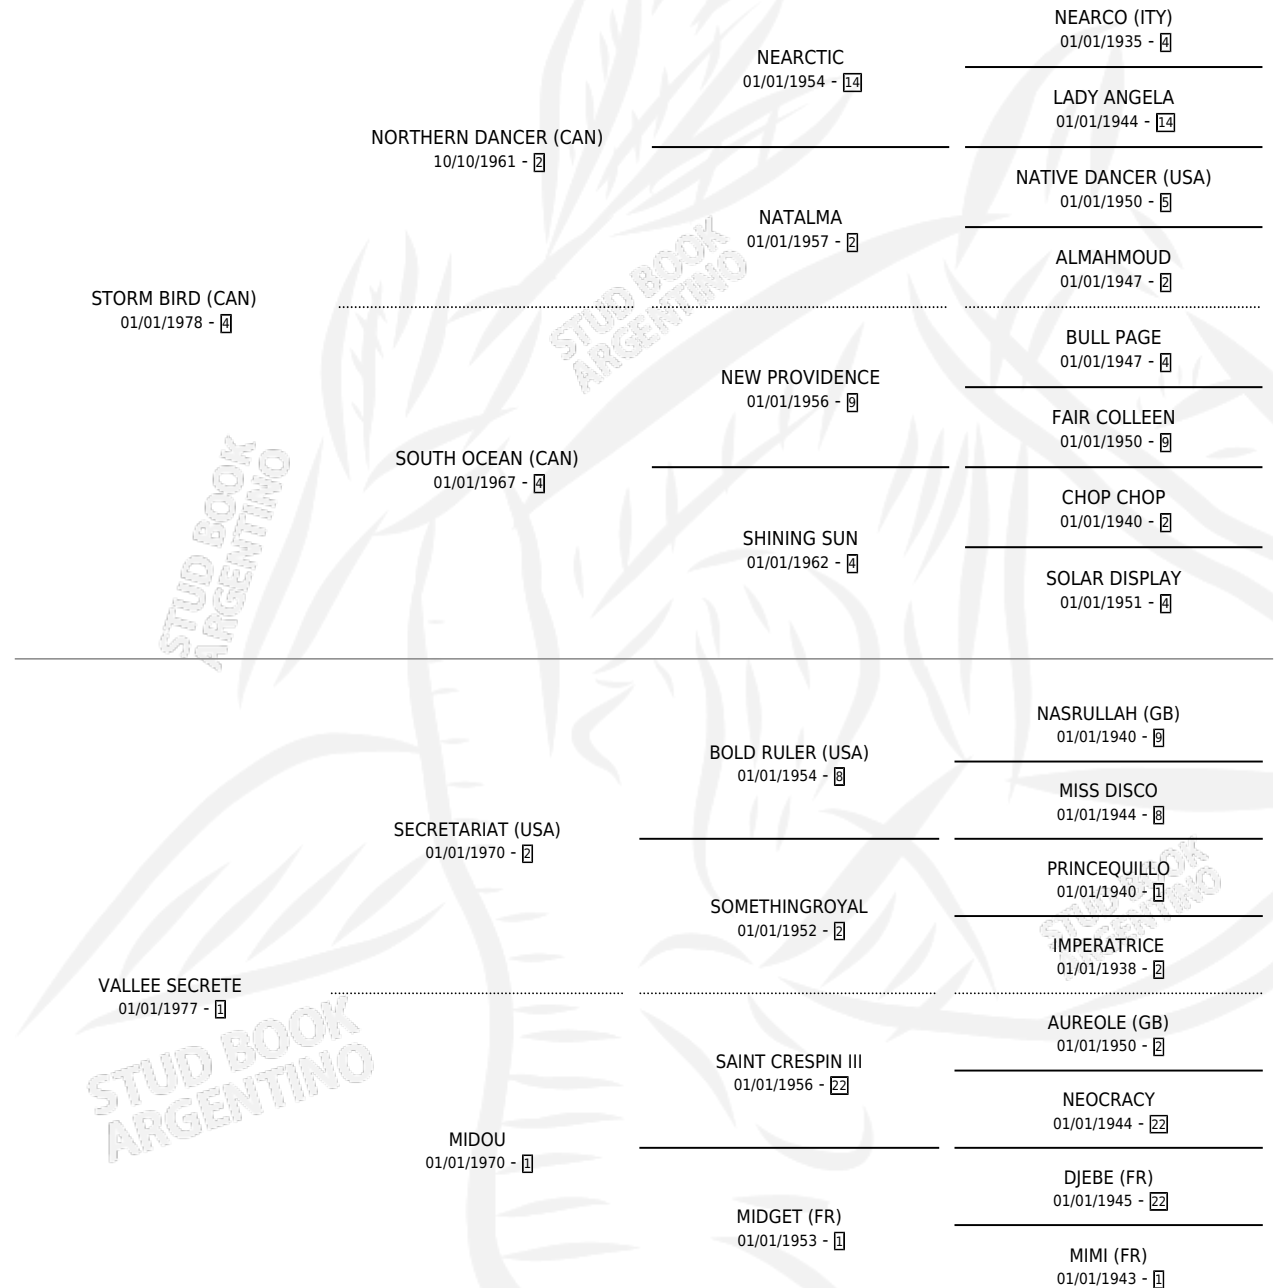 NEARCO (ITY)
01/01/1935 - 4
NEARCTIC
01/01/1954 - 14
LADY ANGELA
01/01/1944 - 14
NORTHERN DANCER (CAN)
10/10/1961 - 2
NATIVE DANCER (USA)
01/01/1950 - 5
NATALMA
01/01/1957 - 2
ALMAHMOUD
01/01/1947 - 2
STORM BIRD (CAN)
01/01/1978 - 4
BULL PAGE
01/01/1947 - 4
NEW PROVIDENCE
01/01/1956 - 9
FAIR COLLEEN
01/01/1950 - 9
SOUTH OCEAN (CAN)
01/01/1967 - 4
CHOP CHOP
01/01/1940 - 2
SHINING SUN
01/01/1962 - 4
SOLAR DISPLAY
01/01/1951 - 4
NASRULLAH (GB)
01/01/1940 - 9
BOLD RULER (USA)
01/01/1954 - 8
MISS DISCO
01/01/1944 - 8
SECRETARIAT (USA)
01/01/1970 - 2
PRINCEQUILLO
01/01/1940 - 1
SOMETHINGROYAL
01/01/1952 - 2
IMPERATRICE
01/01/1938 - 2
VALLEE SECRETE
01/01/1977 - 1
AUREOLE (GB)
01/01/1950 - 2
SAINT CRESPIN III
01/01/1956 - 22
NEOCRACY
01/01/1944 - 22
MIDOU
01/01/1970 - 1
DJEBE (FR)
01/01/1945 - 22
MIDGET (FR)
01/01/1953 - 1
MIMI (FR)
01/01/1943 - 1
STUD BOOK
ARGENTINO
STUD BOOK
ARGENTINO
STUD BOOK
ARGENTINO
STUD BOOK
ARGENTINO